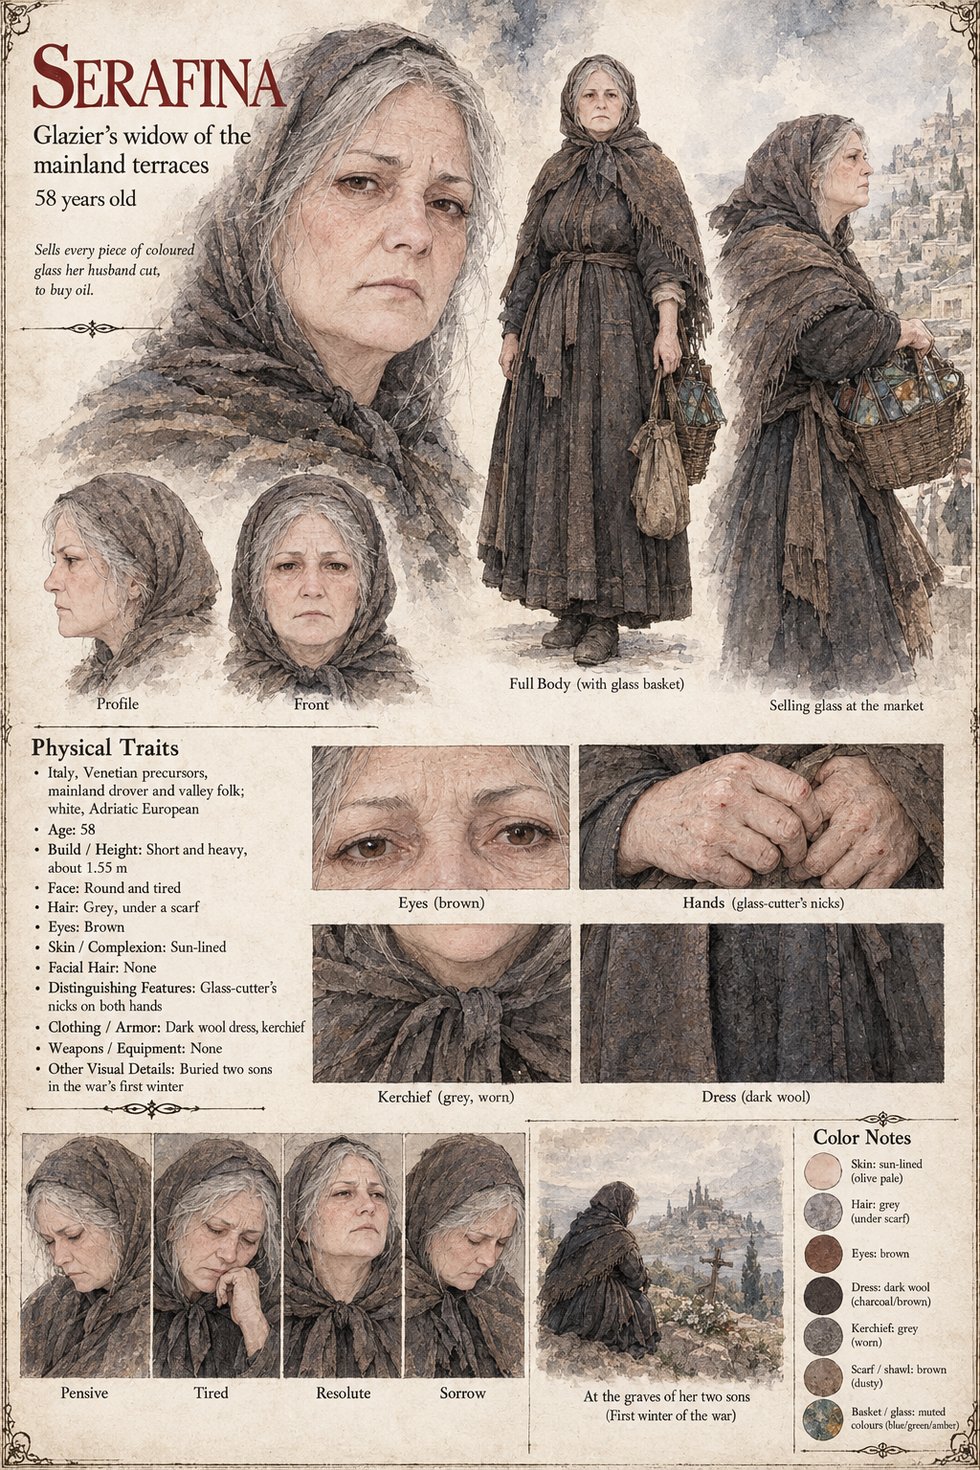 SERAFINA
Glazier's widow of the
mainland terraces
58 years old
Sells every piece of coloured
glass her husband cut,
to buy oil.
Profile
Front
Full Body (with glass basket)
Selling glass at the market
Physical Traits
• Italy, Venetian precursors,
mainland drover and valley folk;
white, Adriatic European
• Age: 58
• Build / Height: Short and heavy,
about 1.55 m
• Face: Round and tired
• Hair: Grey, under a scarf
• Eyes: Brown
• Skin / Complexion: Sun-lined
• Facial Hair: None
• Distinguishing Features: Glass-cutter's
nicks on both hands
• Clothing / Armor: Dark wool dress, kerchief
• Weapons / Equipment: None
• Other Visual Details: Buried two sons
in the war's first winter
Eyes (brown)
Hands (glass-cutter's nicks)
Kerchief (grey, worn)
Dress (dark wool)
Pensive
Tired
Resolute
Sorrow
At the graves of her two sons
(First winter of the war)
Color Notes
Skin: sun-lined
(olive pale)
Hair: grey
(under scarf)
Eyes: brown
Dress: dark wool
(charcoal/brown)
Kerchief: grey
(worn)
Scarf / shawl: brown
(dusty)
Basket / glass: muted
colours (blue/green/amber)